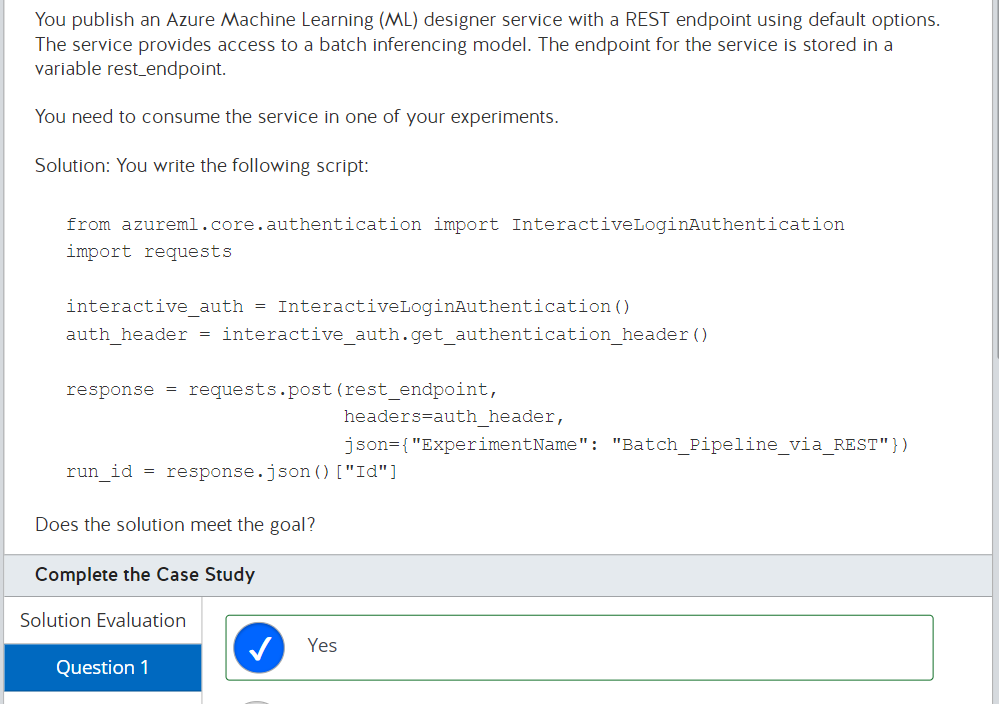 You publish an Azure Machine Learning (ML) designer service with a REST endpoint using default options.
The service provides access to a batch inferencing model. The endpoint for the service is stored in a
variable rest_endpoint.
You need to consume the service in one of your experiments.
Solution: You write the following script:
from azureml.core.authentication import InteractiveLoginAuthentication
import requests
interactive_auth = InteractiveLoginAuthentication()
auth_header = interactive_auth.get_authentication_header()
response = requests.post(rest_endpoint,
headers=auth_header,
json={"ExperimentName": "Batch_Pipeline_via_REST"})
run_id = response.json()["Id"]
Does the solution meet the goal?
Complete the Case Study
Solution Evaluation
Question 1
Yes